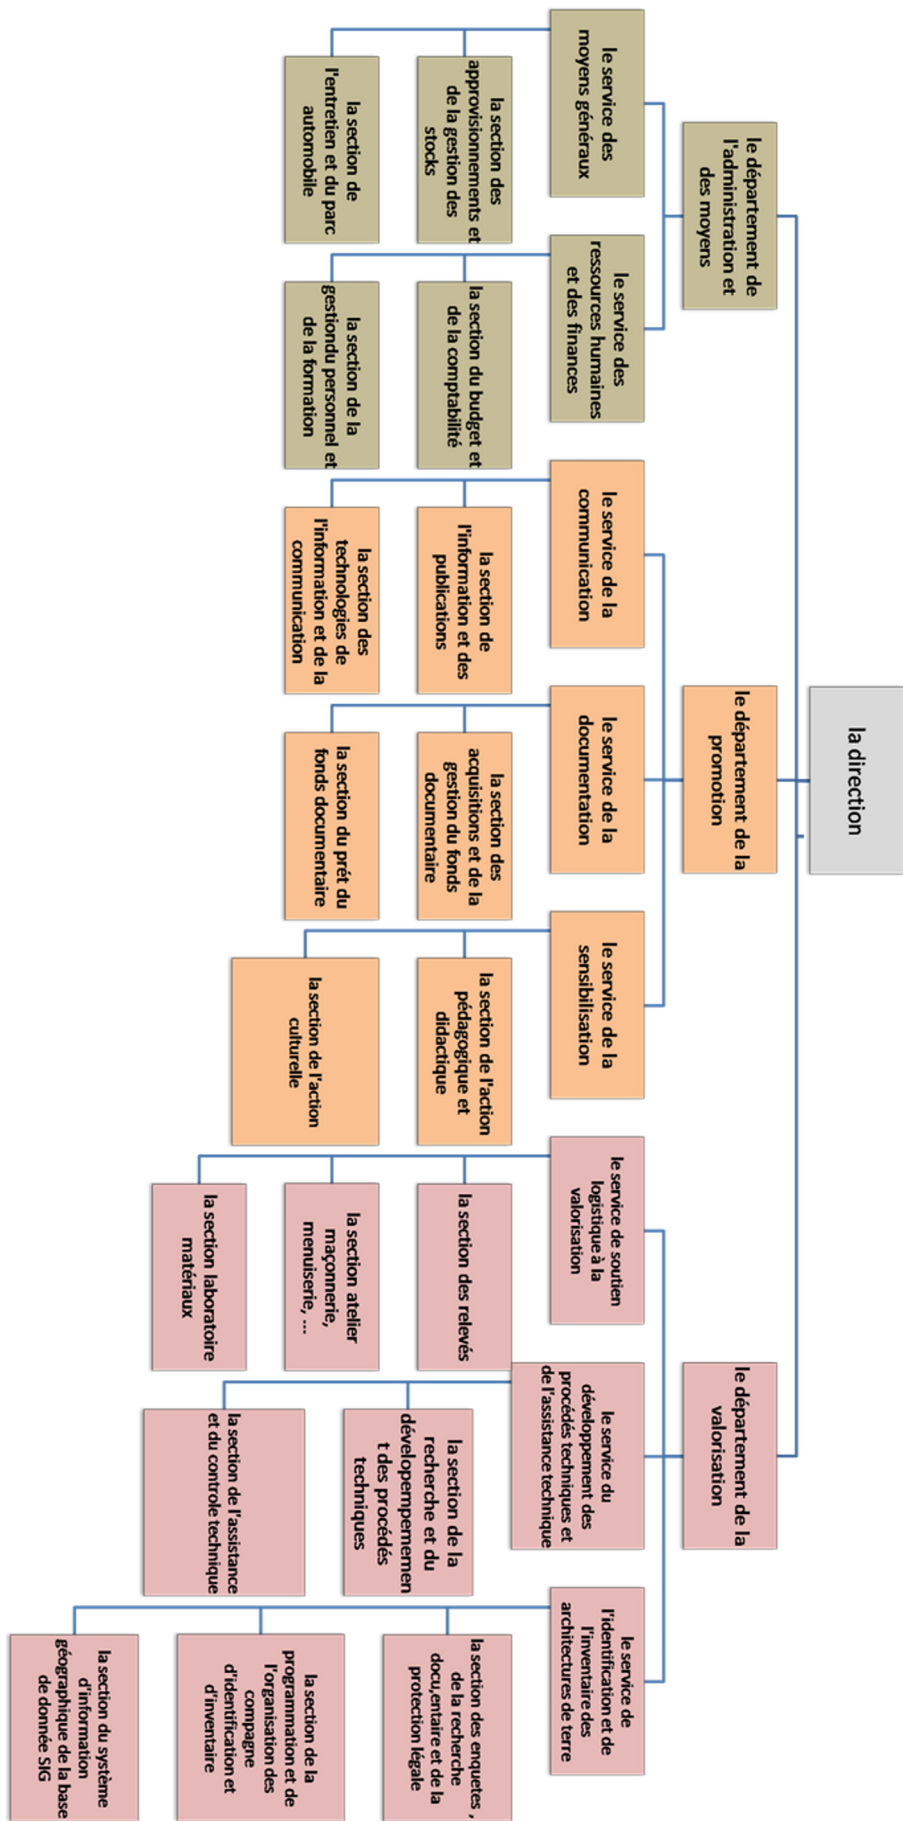 la direction
le département de
l'administration et
des moyens
le service des
moyens généraux
la section des
approvisionnements et
de la gestion des
stocks
la section de
l'entretien et du parc
automobile
le service des
ressources humaines
et des finances
la section du budget et
de la comptabilité
la section de la
gestiondu personnel et
de la formation
le département de la
promotion
le service de la
communication
la section de
l'information et des
publications
la section des
technologies de
l'information et de la
communication
le service de la
documentation
la section des
acquisitions et de la
gestion du fonds
documentaire
la section du prét du
fonds documentaire
le service de la
sensibilisation
la section de l'action
pédagogique et
didactique
la section de l'action
culturelle
le département de la
valorisation
le service de soutien
logistique à la
valorisation
la section des relevés
la section atelier
maçonnerie,
menuiserie, ...
la section laboratoire
matériaux
le service du
développement des
procédés techniques et
de l'assistance technique
la section de la
recherche et du
dévelopempemen
t des procédés
techniques
la section de l'assistance
et du controle technique
le service de
l'identification et de
l'inventaire des
architectures de terre
la section des enquetes ,
de la recherche
docu,entaire et de la
protection légale
la section de la
programmation et de
l'organisation des
compagne
d'identification et
d'inventaire
la section du système
d'information
géographique de la base
de donnée SIG